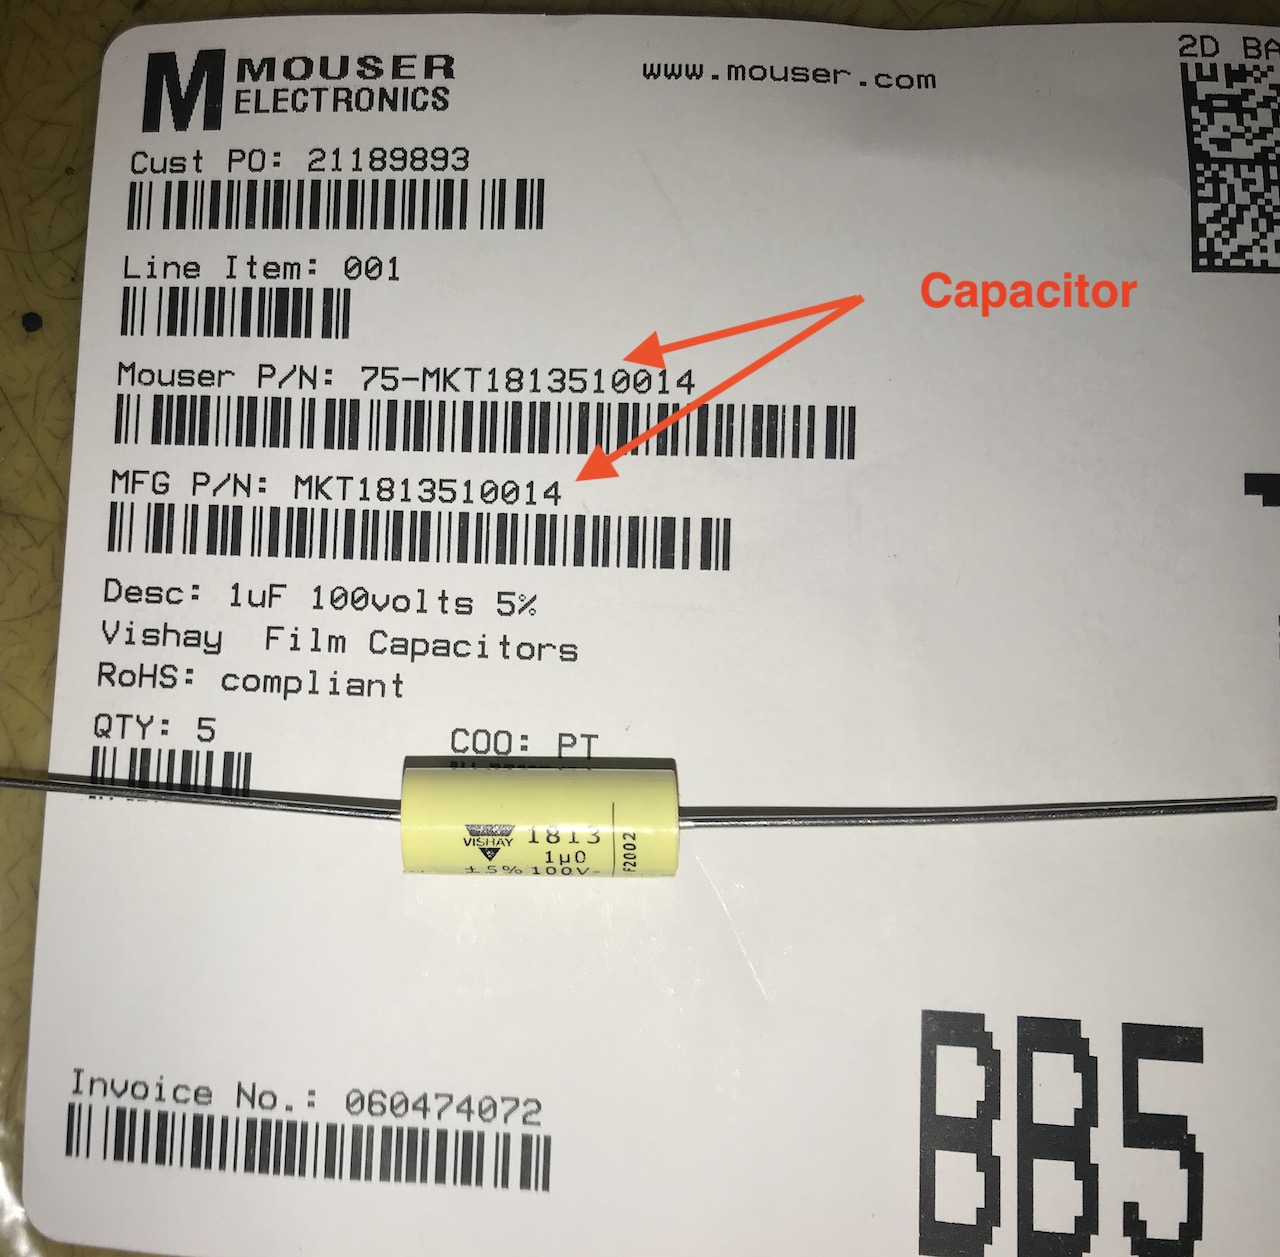 MOUSER
ELECTRONICS
www.mouser.com
2D BA
Cust PO: 21189893
Line Item: 001
Capacitor
Mouser P/N: 75-MKT1813510014
MFG P/N: MKT1813510014
Desc: 1uF 100volts 5%
Vishay Film Capacitors
RoHS: compliant
QTY: 5
COO: PT
VISHAY
1813
1µ0
±5% 100V-
F2002
Invoice No.: 060474072
BB5